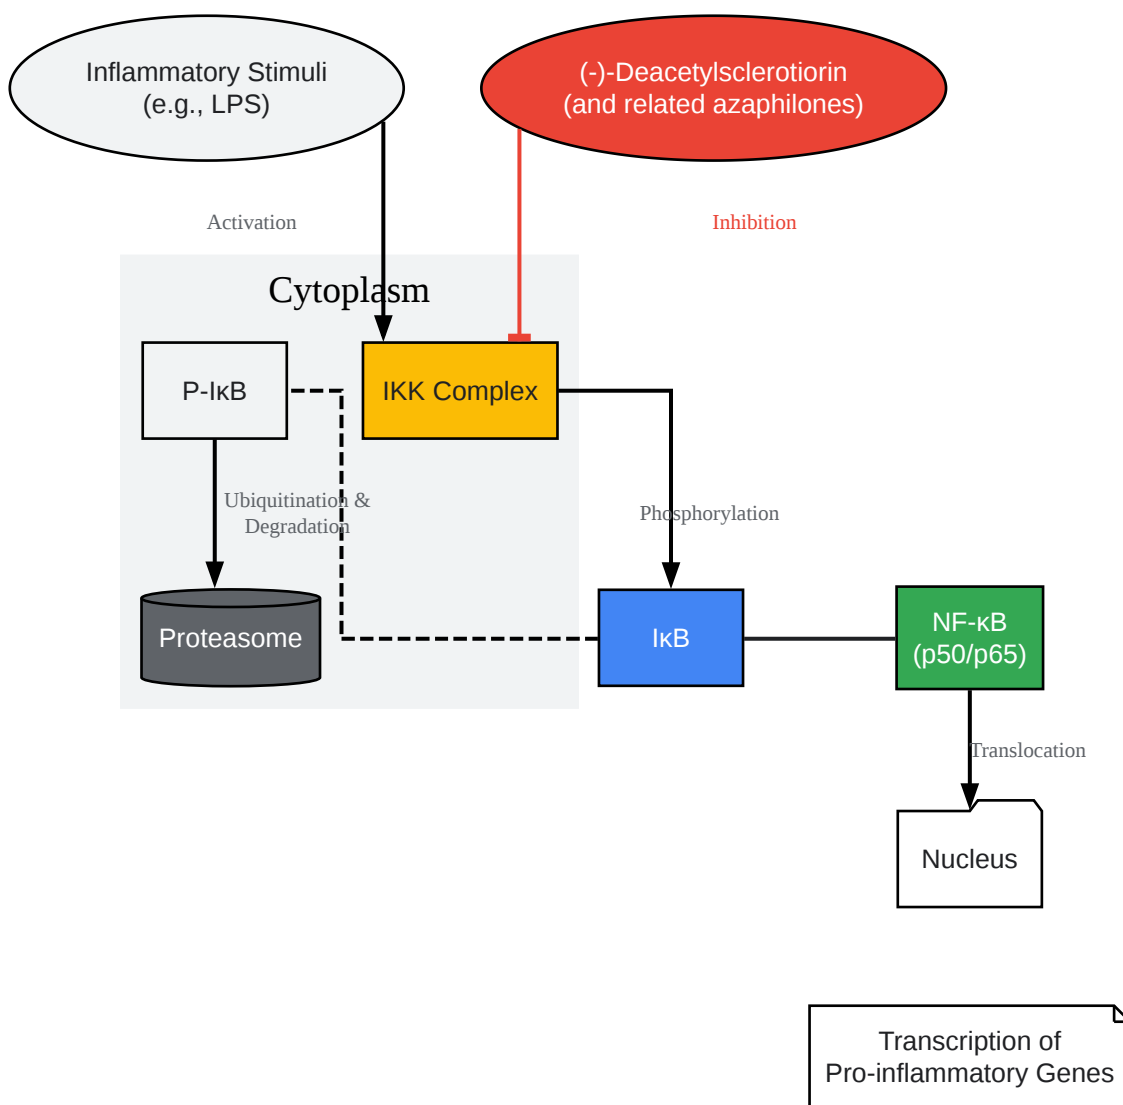 Inflammatory Stimuli
(e.g., LPS)
(-)-Deacetylsclerotiorin
(and related azaphilones)
Activation
Inhibition
Cytoplasm
P-IκB
IKK Complex
Ubiquitination &
Degradation
Phosphorylation
Proteasome
IκB
NF-κB
(p50/p65)
Translocation
Nucleus
Transcription of
Pro-inflammatory Genes